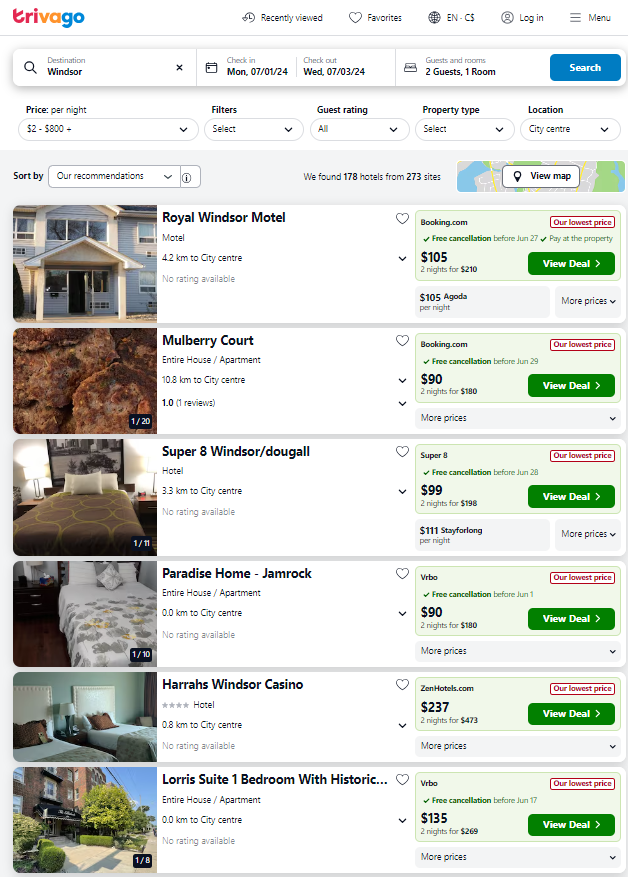 trivago
Recently viewed
Favorites
EN · C$
Log in
Menu
Destination
Windsor
Check in
Mon, 07/01/24
Check out
Wed, 07/03/24
Guests and rooms
2 Guests, 1 Room
Search
Price: per night
$2 - $800 +
Filters
Select
Guest rating
All
Property type
Select
Location
City centre
Sort by
Our recommendations
We found 178 hotels from 273 sites
View map
Royal Windsor Motel
Motel
4.2 km to City centre
No rating available
Booking.com
Our lowest price
Free cancellation before Jun 27
Pay at the property
$105
2 nights for $210
View Deal
$105 Agoda
per night
More prices
Mulberry Court
Entire House / Apartment
10.8 km to City centre
1.0 (1 reviews)
1 / 20
Booking.com
Our lowest price
Free cancellation before Jun 29
$90
2 nights for $180
View Deal
More prices
Super 8 Windsor/dougall
Hotel
3.3 km to City centre
No rating available
1 / 11
Super 8
Our lowest price
Free cancellation before Jun 28
$99
2 nights for $198
View Deal
$111 Stayforlong
per night
More prices
Paradise Home - Jamrock
Entire House / Apartment
0.0 km to City centre
No rating available
1 / 10
Vrbo
Our lowest price
Free cancellation before Jun 1
$90
2 nights for $180
View Deal
More prices
Harrahs Windsor Casino
Hotel
0.8 km to City centre
No rating available
ZenHotels.com
Our lowest price
$237
2 nights for $473
View Deal
More prices
Lorris Suite 1 Bedroom With Historic...
Entire House / Apartment
0.0 km to City centre
No rating available
1 / 8
Vrbo
Our lowest price
Free cancellation before Jun 17
$135
2 nights for $269
View Deal
More prices